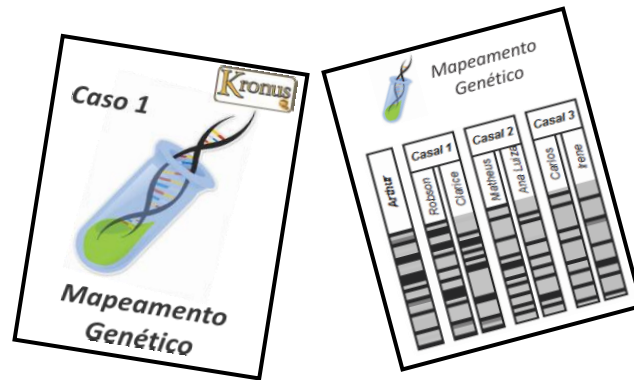 Caso 1
Kronus
Mapeamento
Genético
Mapeamento
Genético
Arthur
Casal 1
Robson
Clarice
Casal 2
Matheus
Ana Luiza
Casal 3
Carlos
Irene